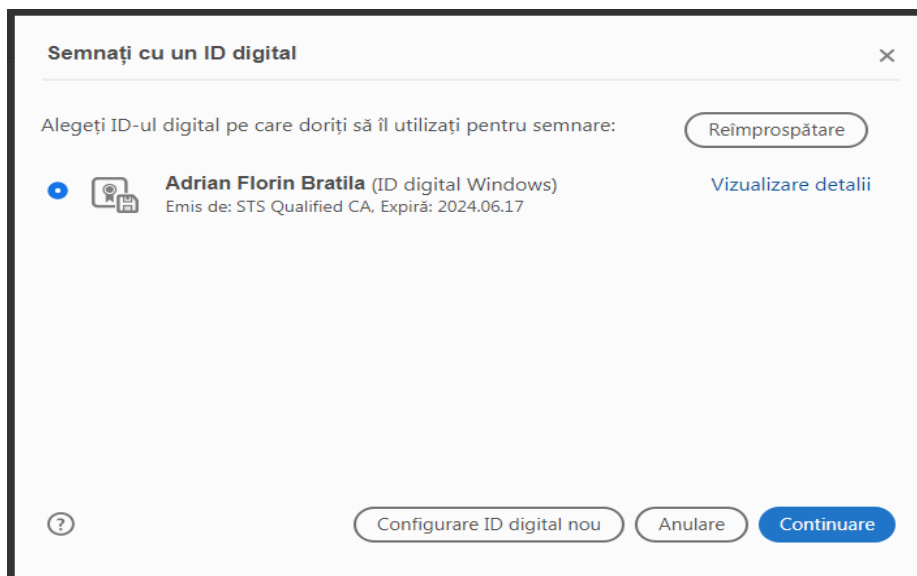 Semnați cu un ID digital
Alegeți ID-ul digital pe care doriți să îl utilizați pentru semnare:
Reîmprospătare
Adrian Florin Bratila (ID digital Windows)
Vizualizare detalii
Emis de: STS Qualified CA, Expiră: 2024.06.17
?
Configurare ID digital nou
Anulare
Continuare